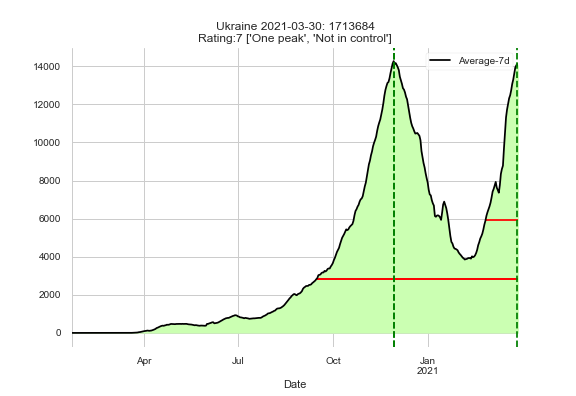 Ukraine 2021-03-30: 1713684
Rating:7 ['One peak', 'Not in control']
Average-7d
14000
12000
10000
8000
6000
4000
2000
0
Apr
Jul
Oct
Jan
2021
Date